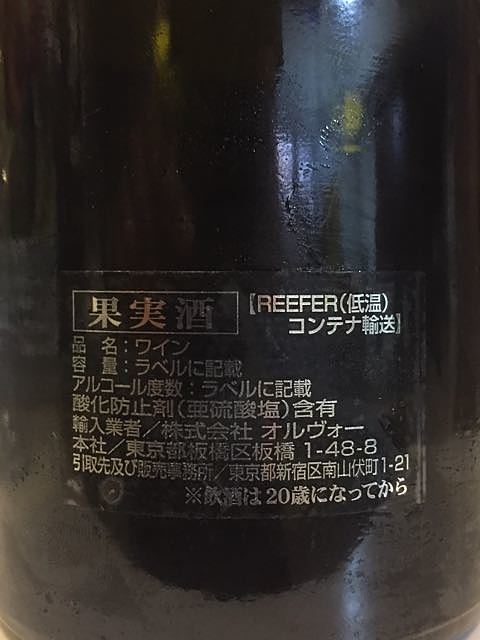 果実酒
【REEFER(低温)
コンテナ輸送】
品 名:ワイン
容 量:ラベルに記載
アルコール度数:ラベルに記載
酸化防止剤(亜硫酸塩)含有
輸入業者/株式会社 オルヴォー
本社/東京都板橋区板橋 1-48-8
引取先及び販売事務所/東京都新宿区南山伏町1-21
※飲酒は20歳になってから